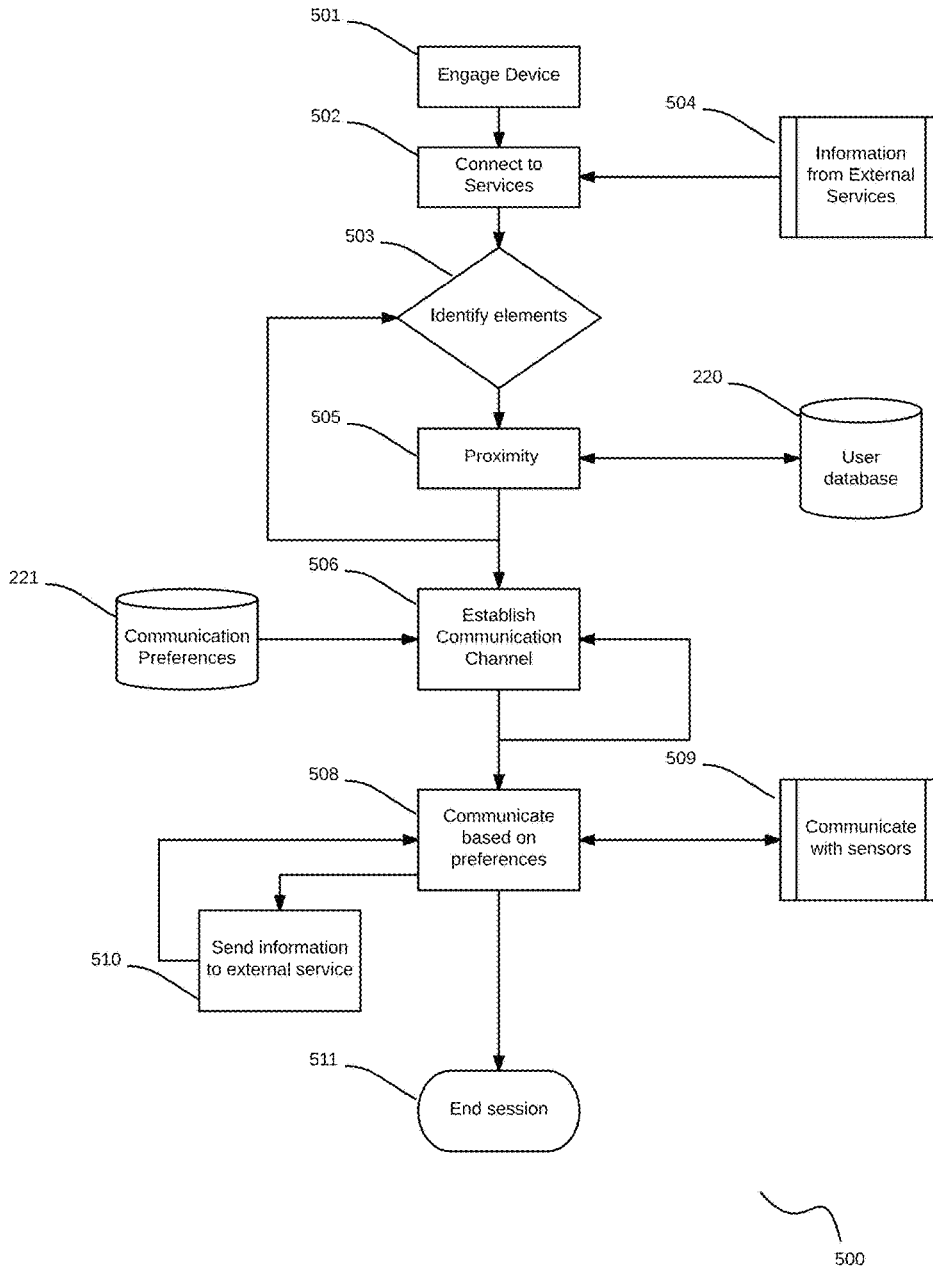 501
Engage Device
502
504
Connect to
Services
Information
from External
Services
503
Identify elements
505
220
Proximity
User
database
506
221
Establish
Communication
Channel
Communication
Preferences
508
509
Communicate
based on
preferences
Communicate
with sensors
510
Send information
to external service
511
End session
500